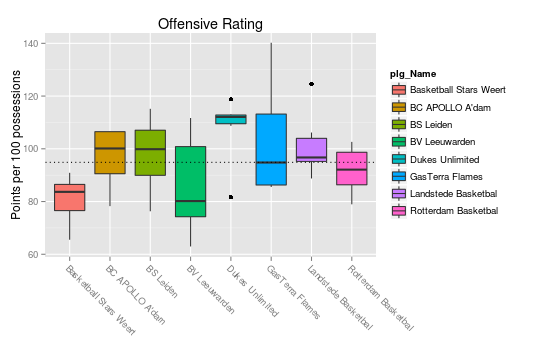 Offensive Rating
Points per 100 possessions
140
120
100
80
60
Basketball Stars Weert
BC APOLLO A'dam
BS Leiden
BV Leeuwarden
Dukes Unlimited
GasTerra Flames
Landstede Basketbal
Rotterdam Basketbal
plg_Name
Basketball Stars Weert
BC APOLLO A'dam
BS Leiden
BV Leeuwarden
Dukes Unlimited
GasTerra Flames
Landstede Basketbal
Rotterdam Basketbal